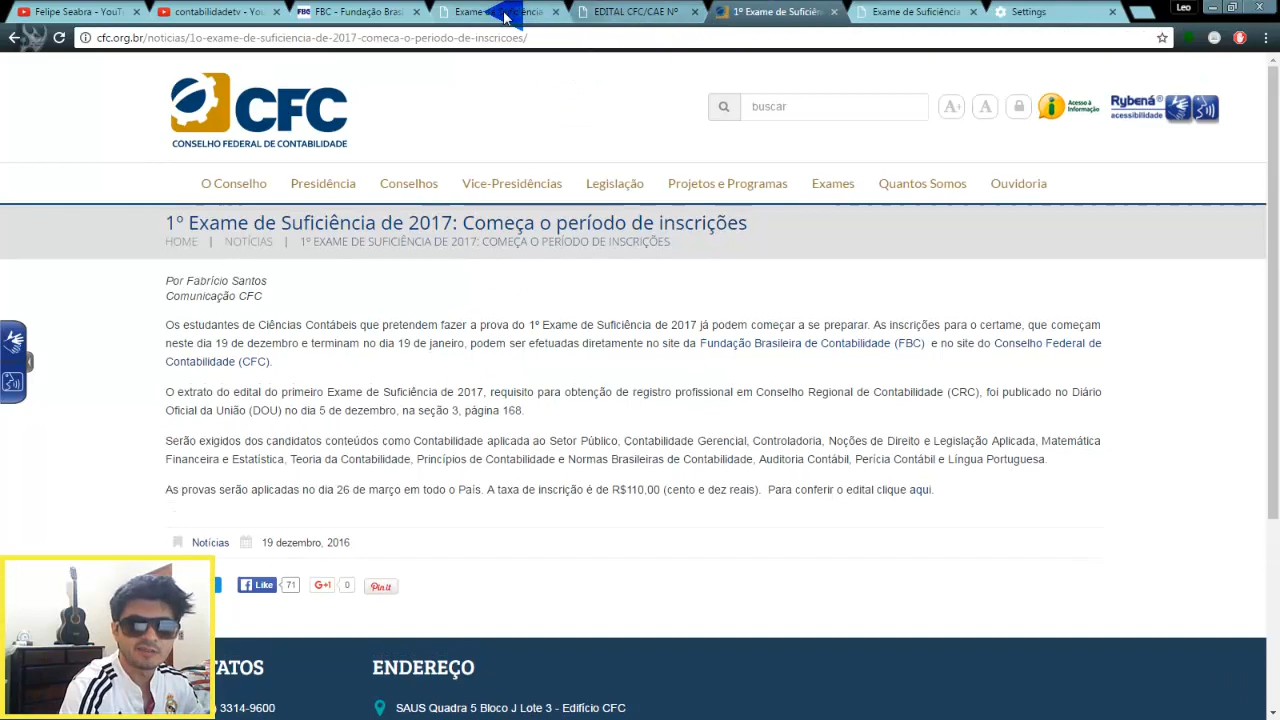 Felipe Seabra - YouT
contabilidadetv - You
FBC - Fundação Brasi
Exame de Suficiência
EDITAL CFC/CAE Nº
1º Exame de Suficiên
Exame de Suficiência
Settings
Leo
cfc.org.br/noticias/1o-exame-de-suficiencia-de-2017-comeca-o-periodo-de-inscricoes/
CFC
CONSELHO FEDERAL DE CONTABILIDADE
buscar
A+
A
Acesso à
Informação
Rybená®
acessibilidade
O Conselho
Presidência
Conselhos
Vice-Presidências
Legislação
Projetos e Programas
Exames
Quantos Somos
Ouvidoria
1º Exame de Suficiência de 2017: Começa o período de inscrições
HOME | NOTÍCIAS | 1º EXAME DE SUFICIÊNCIA DE 2017: COMEÇA O PERÍODO DE INSCRIÇÕES
Por Fabrício Santos
Comunicação CFC
Os estudantes de Ciências Contábeis que pretendem fazer a prova do 1º Exame de Suficiência de 2017 já podem começar a se preparar. As inscrições para o certame, que começam
neste dia 19 de dezembro e terminam no dia 19 de janeiro, podem ser efetuadas diretamente no site da Fundação Brasileira de Contabilidade (FBC) e no site do Conselho Federal de
Contabilidade (CFC).
O extrato do edital do primeiro Exame de Suficiência de 2017, requisito para obtenção de registro profissional em Conselho Regional de Contabilidade (CRC), foi publicado no Diário
Oficial da União (DOU) no dia 5 de dezembro, na seção 3, página 168.
Serão exigidos dos candidatos conteúdos como Contabilidade aplicada ao Setor Público, Contabilidade Gerencial, Controladoria, Noções de Direito e Legislação Aplicada, Matemática
Financeira e Estatística, Teoria da Contabilidade, Princípios de Contabilidade e Normas Brasileiras de Contabilidade, Auditoria Contábil, Perícia Contábil e Língua Portuguesa.
As provas serão aplicadas no dia 26 de março em todo o País. A taxa de inscrição é de R$110,00 (cento e dez reais). Para conferir o edital clique aqui.
Notícias
19 dezembro, 2016
Like
71
G+1
0
Pin it
TATOS
ENDEREÇO
3314-9600
SAUS Quadra 5 Bloco J Lote 3 - Edifício CFC